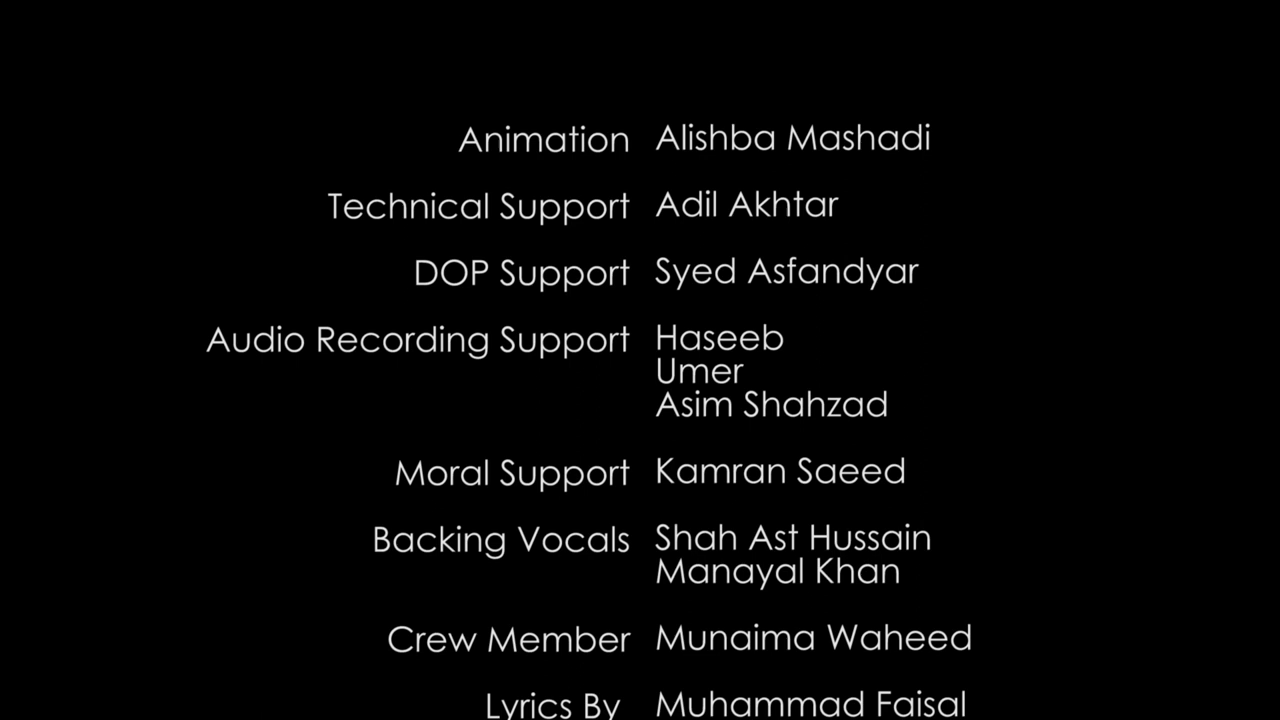 Animation Alishba Mashadi
Technical Support Adil Akhtar
DOP Support Syed Asfandyar
Audio Recording Support Haseeb
Umer
Asim Shahzad
Moral Support Kamran Saeed
Backing Vocals Shah Ast Hussain
Manayal Khan
Crew Member Munaima Waheed
Lyrics By Muhammad Faisal